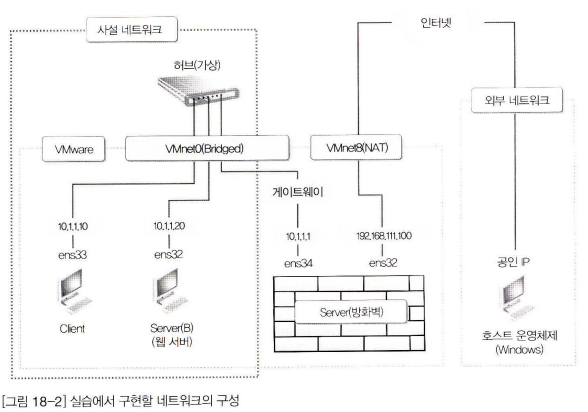 사설 네트워크
인터넷
허브(가상)
외부 네트워크
VMware
VMnet0(Bridged)
VMnet8(NAT)
게이트웨이
10.1.1.10
10.1.1.20
10.1.1.1
192.168.111.100
ens33
ens32
ens34
ens32
공인 IP
Client
Server(B)
(웹 서버)
Server(방화벽)
호스트 운영체제
(Windows)
[그림 18-2] 실습에서 구현할 네트워크의 구성